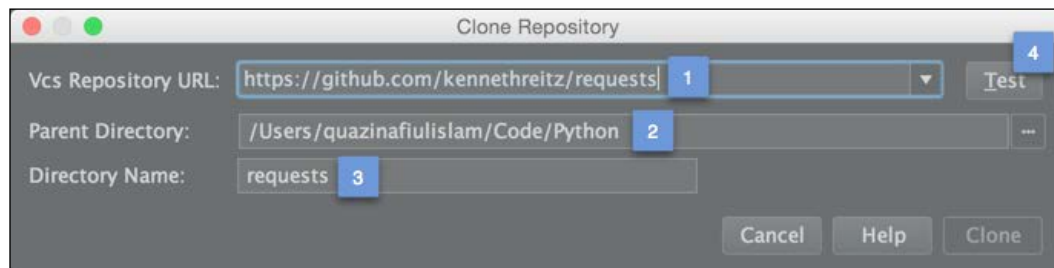 Clone Repository
4
Vcs Repository URL: https://github.com/kennethreitz/requests 1 Test
Parent Directory: /Users/quazinafiulislam/Code/Python 2 ...
Directory Name: requests 3
Cancel Help Clone